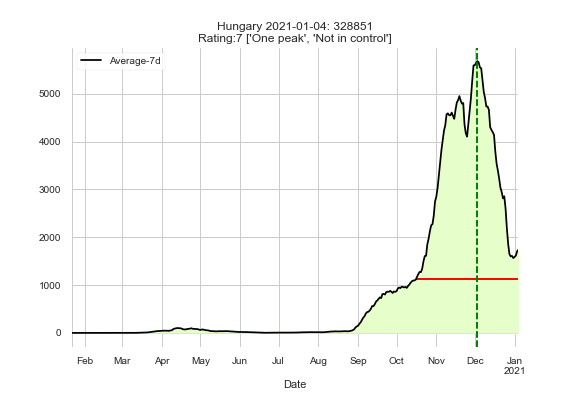 Hungary 2021-01-04: 328851
Rating:7 ['One peak', 'Not in control']
Average-7d
5000
4000
3000
2000
1000
0
Feb Mar Apr May Jun Jul Aug Sep Oct Nov Dec Jan
2021
Date